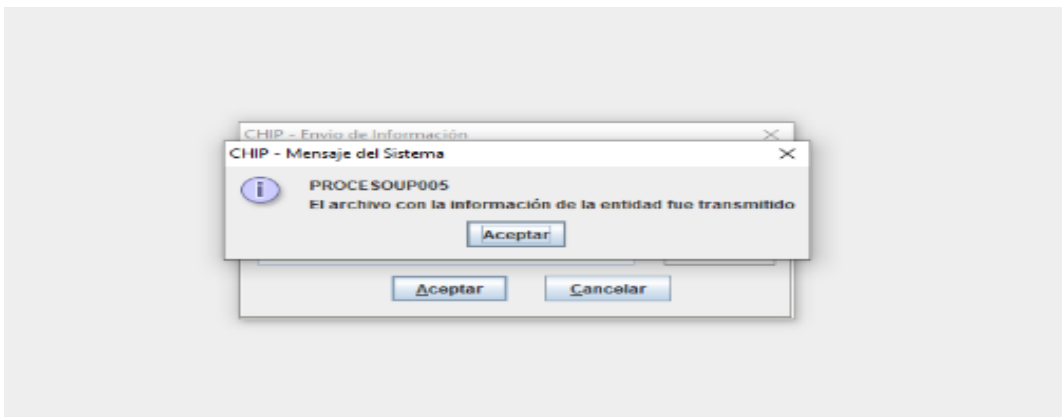 CHIP - Envio de Información
CHIP - Mensaje del Sistema
PROCESOUP005
El archivo con la información de la entidad fue transmitido
Aceptar
Aceptar Cancelar